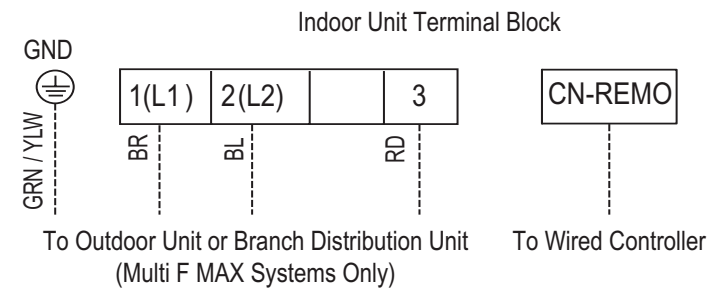 Indoor Unit Terminal Block
GND
1(L1)
2(L2)
3
CN-REMO
GRN / YLW
BR
BL
RD
To Outdoor Unit or Branch Distribution Unit
(Multi F MAX Systems Only)
To Wired Controller